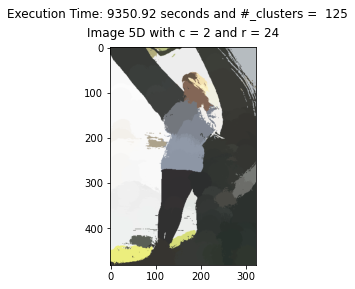 Execution Time: 9350.92 seconds and #_clusters =  125
Image 5D with c = 2 and r = 24
0
100
200
300
400
0 100 200 300